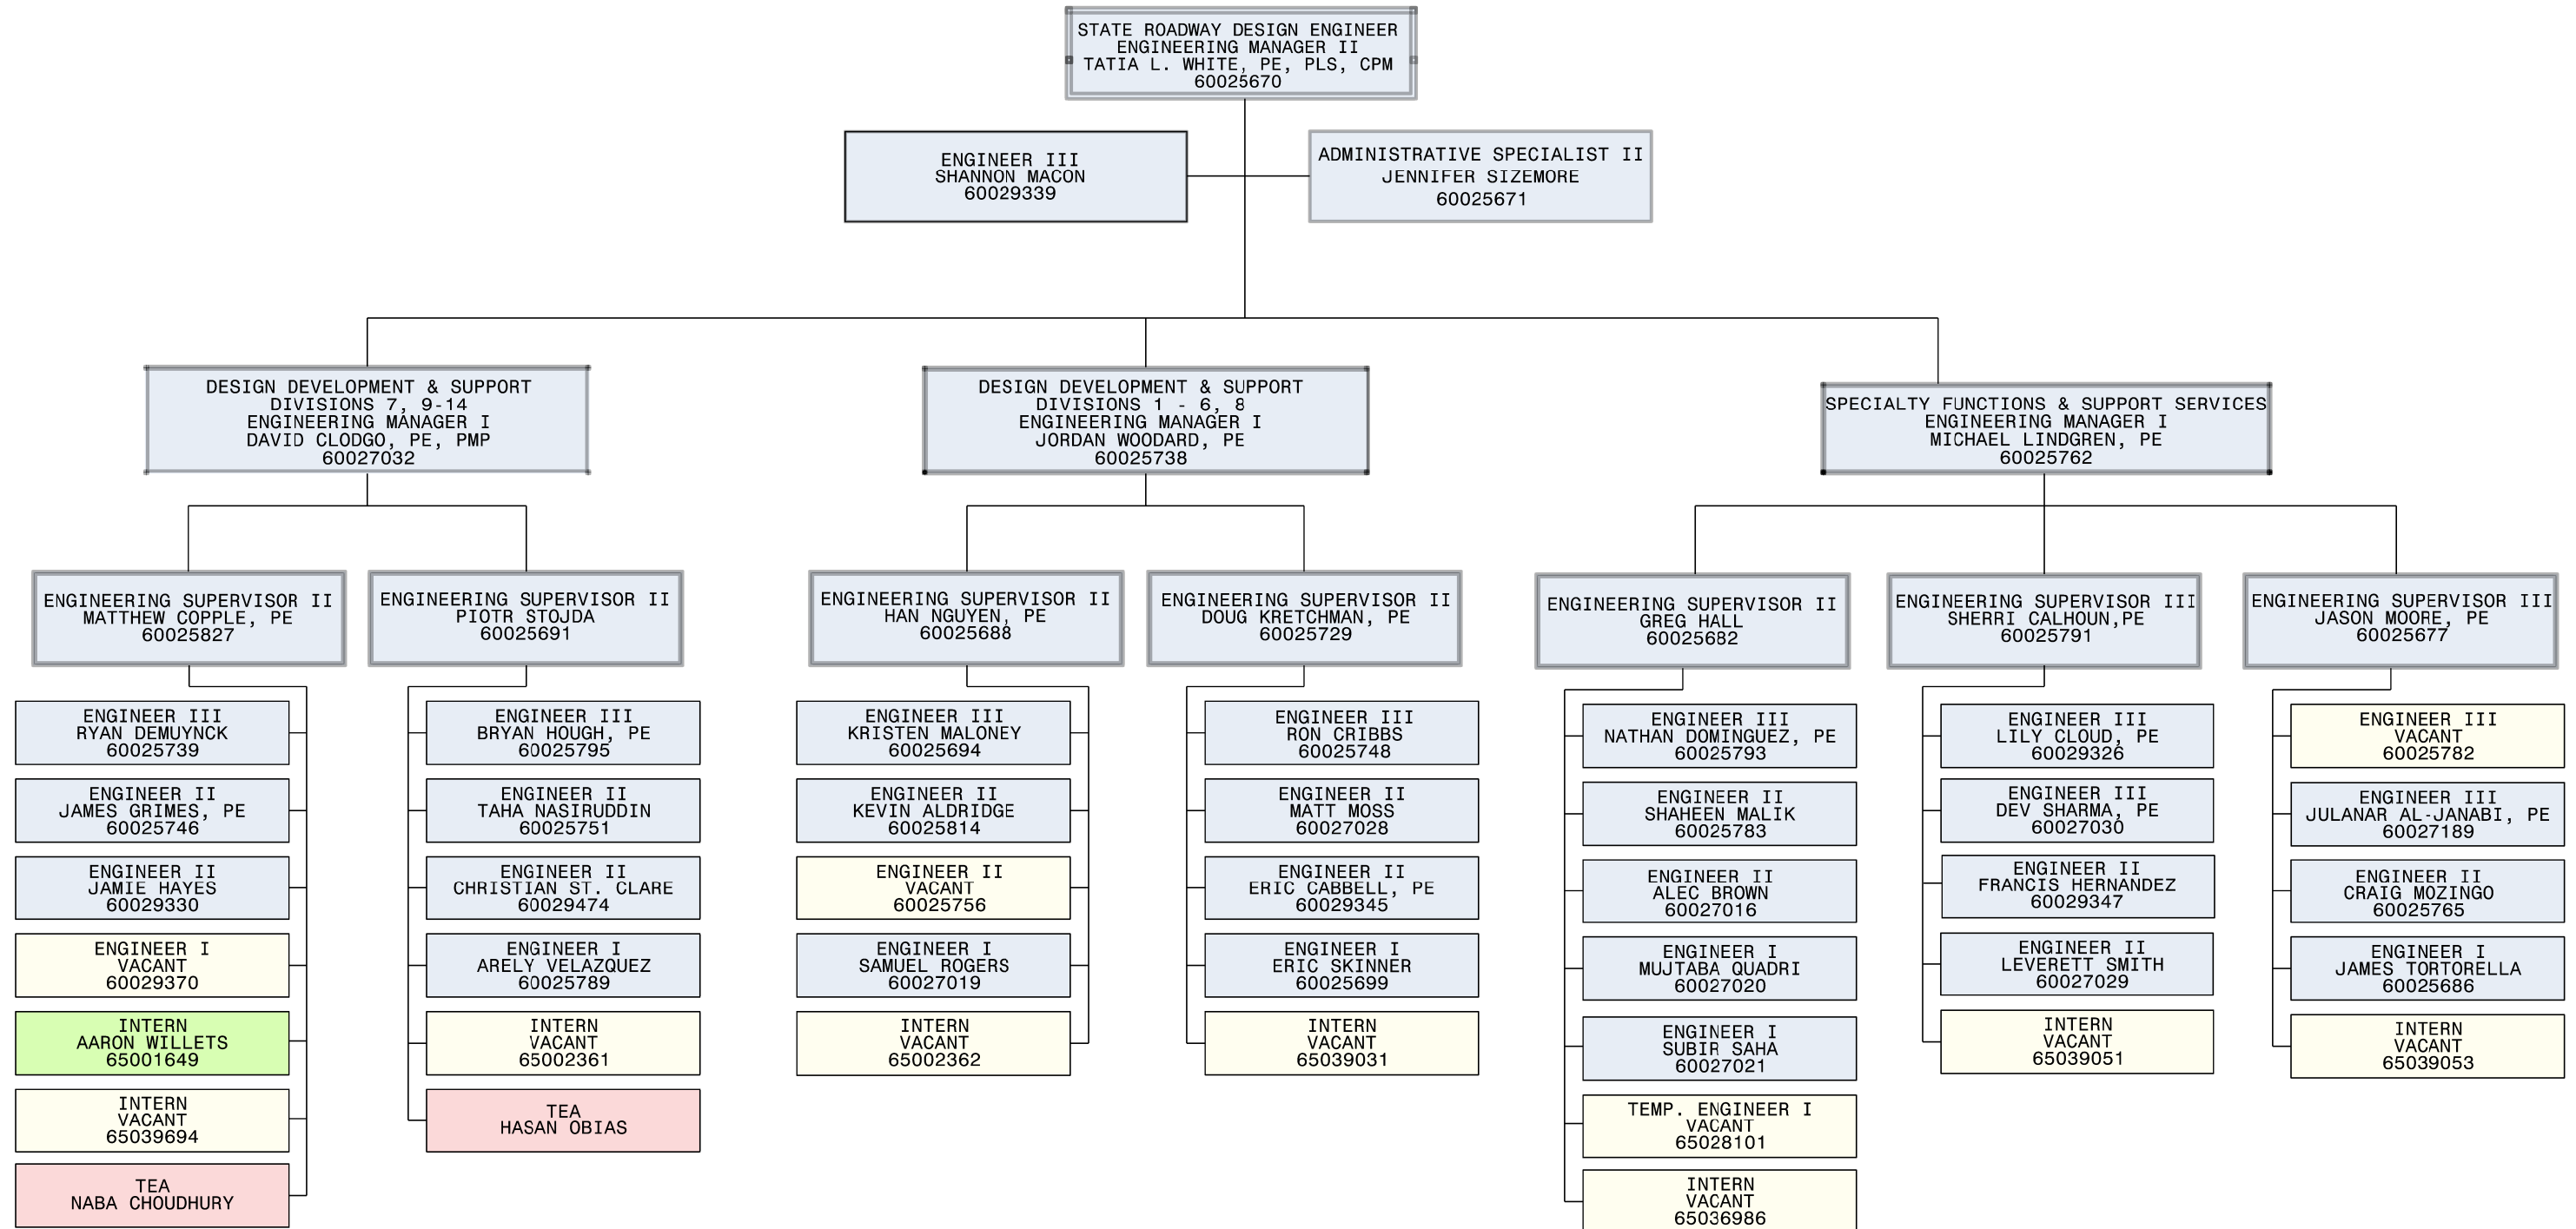 STATE ROADWAY DESIGN ENGINEER
ENGINEERING MANAGER II
TATIA L. WHITE, PE, PLS, CPM
60025670
ENGINEER III
SHANNON MACON
60029339
ADMINISTRATIVE SPECIALIST II
JENNIFER SIZEMORE
60025671
DESIGN DEVELOPMENT & SUPPORT
DIVISIONS 7, 9-14
ENGINEERING MANAGER I
DAVID CLODGO, PE, PMP
60027032
DESIGN DEVELOPMENT & SUPPORT
DIVISIONS 1 - 6, 8
ENGINEERING MANAGER I
JORDAN WOODARD, PE
60025738
SPECIALTY FUNCTIONS & SUPPORT SERVICES
ENGINEERING MANAGER I
MICHAEL LINDGREN, PE
60025762
ENGINEERING SUPERVISOR II
MATTHEW COPPLE, PE
60025827
ENGINEERING SUPERVISOR II
PIOTR STOJDA
60025691
ENGINEERING SUPERVISOR II
HAN NGUYEN, PE
60025688
ENGINEERING SUPERVISOR II
DOUG KRETCHMAN, PE
60025729
ENGINEERING SUPERVISOR II
GREG HALL
60025682
ENGINEERING SUPERVISOR III
SHERRI CALHOUN,PE
60025791
ENGINEERING SUPERVISOR III
JASON MOORE, PE
60025677
ENGINEER III
RYAN DEMUYNCK
60025739
ENGINEER II
JAMES GRIMES, PE
60025746
ENGINEER II
JAMIE HAYES
60029330
ENGINEER I
VACANT
60029370
INTERN
AARON WILLETS
65001649
INTERN
VACANT
65039694
TEA
NABA CHOUDHURY
ENGINEER III
BRYAN HOUGH, PE
60025795
ENGINEER II
TAHA NASIRUDDIN
60025751
ENGINEER II
CHRISTIAN ST. CLARE
60029474
ENGINEER I
ARELY VELAZQUEZ
60025789
INTERN
VACANT
65002361
TEA
HASAN OBIAS
ENGINEER III
KRISTEN MALONEY
60025694
ENGINEER II
KEVIN ALDRIDGE
60025814
ENGINEER II
VACANT
60025756
ENGINEER I
SAMUEL ROGERS
60027019
INTERN
VACANT
65002362
ENGINEER III
RON CRIBBS
60025748
ENGINEER II
MATT MOSS
60027028
ENGINEER II
ERIC CABBELL, PE
60029345
ENGINEER I
ERIC SKINNER
60025699
INTERN
VACANT
65039031
ENGINEER III
NATHAN DOMINGUEZ, PE
60025793
ENGINEER II
SHAHEEN MALIK
60025783
ENGINEER II
ALEC BROWN
60027016
ENGINEER I
MUJTABA QUADRI
60027020
ENGINEER I
SUBIR SAHA
60027021
TEMP. ENGINEER I
VACANT
65028101
INTERN
VACANT
65036986
ENGINEER III
LILY CLOUD, PE
60029326
ENGINEER III
DEV SHARMA, PE
60027030
ENGINEER II
FRANCIS HERNANDEZ
60029347
ENGINEER II
LEVERETT SMITH
60027029
INTERN
VACANT
65039051
ENGINEER III
VACANT
60025782
ENGINEER III
JULANAR AL-JANABI, PE
60027189
ENGINEER II
CRAIG MOZINGO
60025765
ENGINEER I
JAMES TORTORELLA
60025686
INTERN
VACANT
65039053